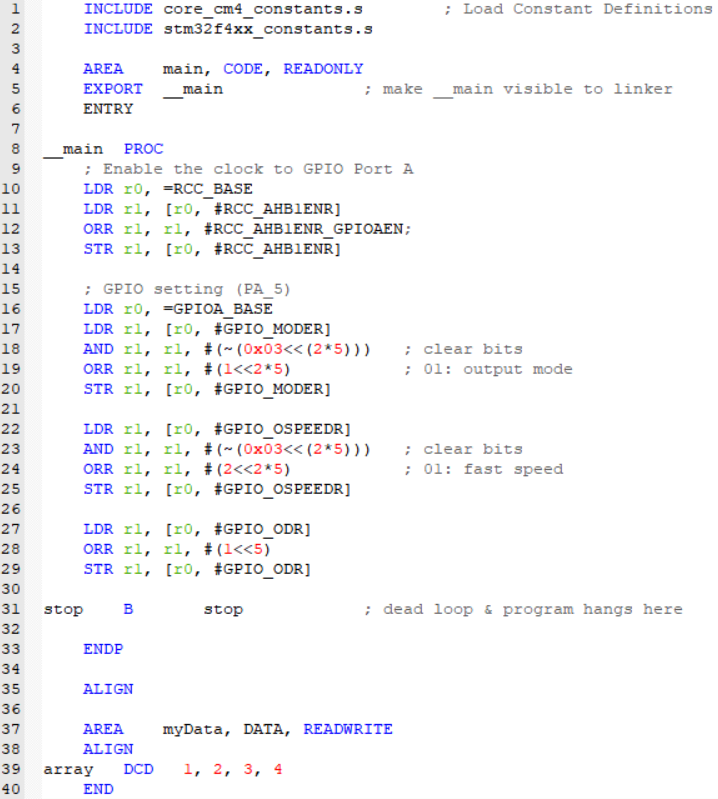 1 INCLUDE core_cm4_constants.s ; Load Constant Definitions
2 INCLUDE stm32f4xx_constants.s
3
4 AREA main, CODE, READONLY
5 EXPORT __main ; make __main visible to linker
6 ENTRY
7
8 __main PROC
9 ; Enable the clock to GPIO Port A
10 LDR r0, =RCC_BASE
11 LDR r1, [r0, #RCC_AHB1ENR]
12 ORR r1, r1, #RCC_AHB1ENR_GPIOAEN;
13 STR r1, [r0, #RCC_AHB1ENR]
14
15 ; GPIO setting (PA_5)
16 LDR r0, =GPIOA_BASE
17 LDR r1, [r0, #GPIO_MODER]
18 AND r1, r1, #(~(0x03<<(2*5))) ; clear bits
19 ORR r1, r1, #(1<<2*5) ; 01: output mode
20 STR r1, [r0, #GPIO_MODER]
21
22 LDR r1, [r0, #GPIO_OSPEEDR]
23 AND r1, r1, #(~(0x03<<(2*5))) ; clear bits
24 ORR r1, r1, #(2<<2*5) ; 01: fast speed
25 STR r1, [r0, #GPIO_OSPEEDR]
26
27 LDR r1, [r0, #GPIO_ODR]
28 ORR r1, r1, #(1<<5)
29 STR r1, [r0, #GPIO_ODR]
30
31 stop B stop ; dead loop & program hangs here
32
33 ENDP
34
35 ALIGN
36
37 AREA myData, DATA, READWRITE
38 ALIGN
39 array DCD 1, 2, 3, 4
40 END